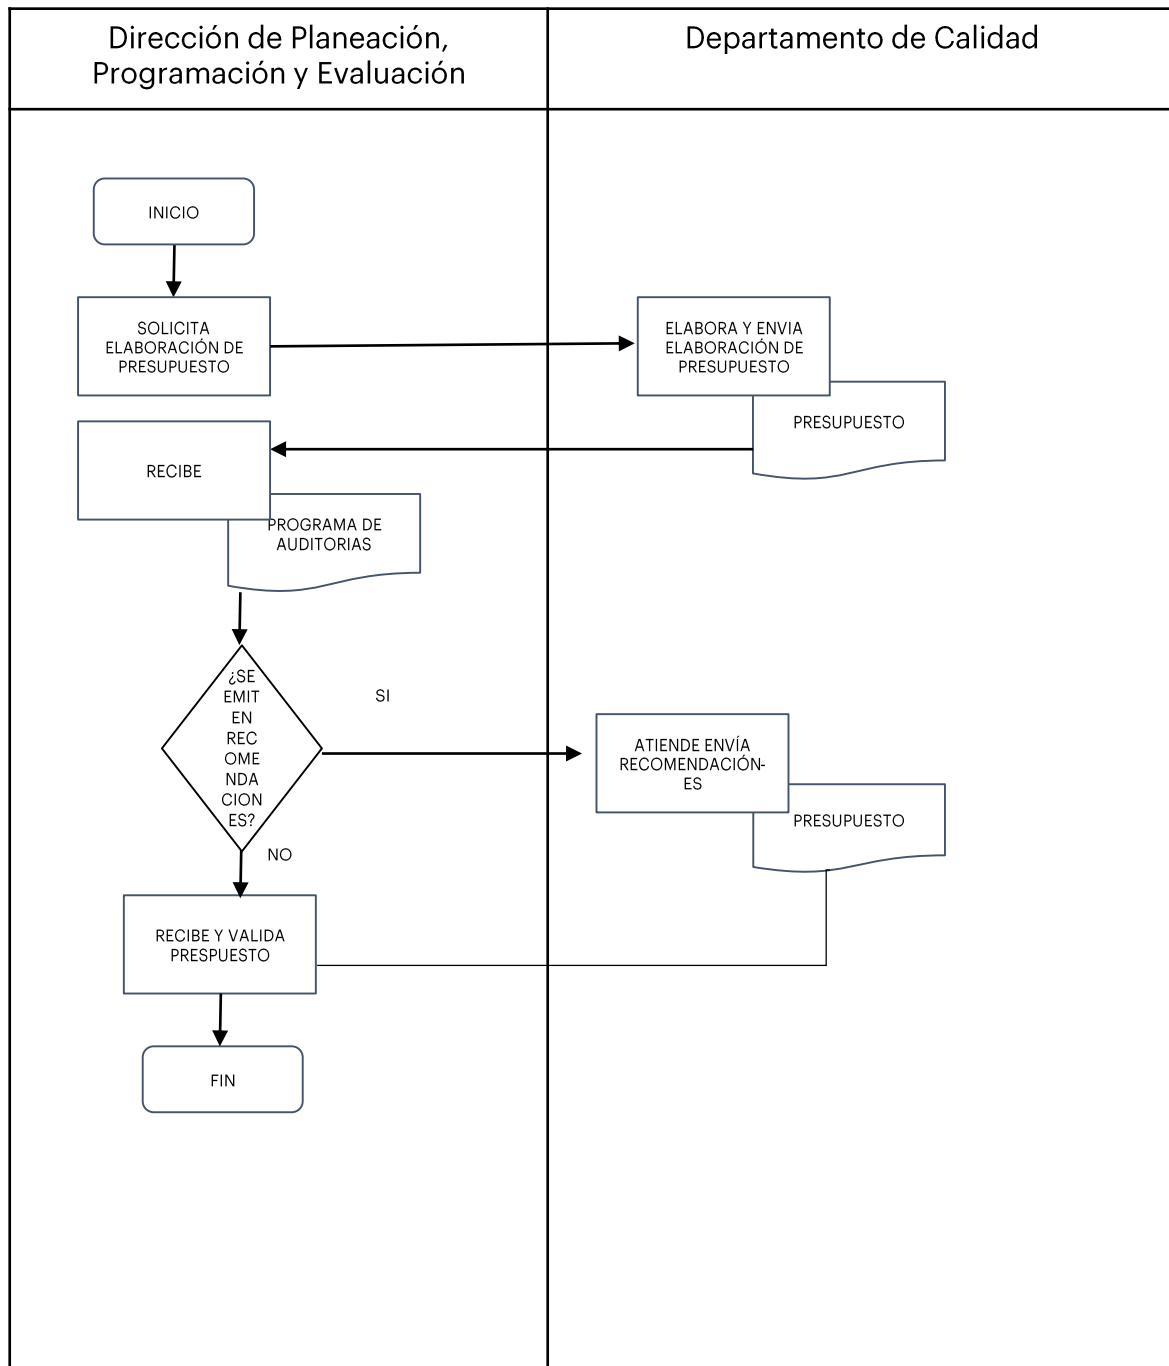 Dirección de Planeación,
Programación y Evaluación
Departamento de Calidad
INICIO
SOLICITA
ELABORACIÓN DE
PRESUPUESTO
ELABORA Y ENVIA
ELABORACIÓN DE
PRESUPUESTO
PRESUPUESTO
RECIBE
PROGRAMA DE
AUDITORIAS
¿SE
EMIT
EN
REC
OME
NDA
CION
ES?
SI
ATIENDE ENVÍA
RECOMENDACIÓN-
ES
PRESUPUESTO
NO
RECIBE Y VALIDA
PRESPUESTO
FIN